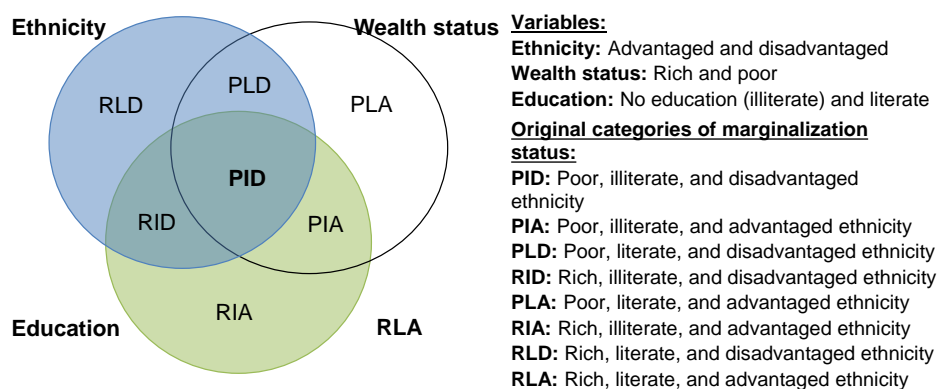 Ethnicity
Wealth status
RLD
PLD
PLA
PID
RID
PIA
RIA
Education
RLA
Variables:
Ethnicity: Advantaged and disadvantaged
Wealth status: Rich and poor
Education: No education (illiterate) and literate
Original categories of marginalization
status:
PID: Poor, illiterate, and disadvantaged
ethnicity
PIA: Poor, illiterate, and advantaged ethnicity
PLD: Poor, literate, and disadvantaged ethnicity
RID: Rich, illiterate, and disadvantaged ethnicity
PLA: Poor, literate, and advantaged ethnicity
RIA: Rich, illiterate, and advantaged ethnicity
RLD: Rich, literate, and disadvantaged ethnicity
RLA: Rich, literate, and advantaged ethnicity